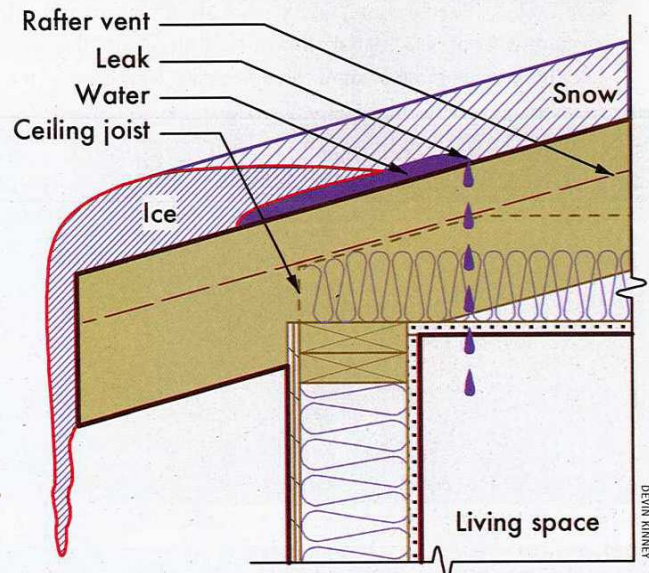 Rafter vent
Leak
Water
Ceiling joist
Snow
Ice
Living space
DEVIN KINNEY